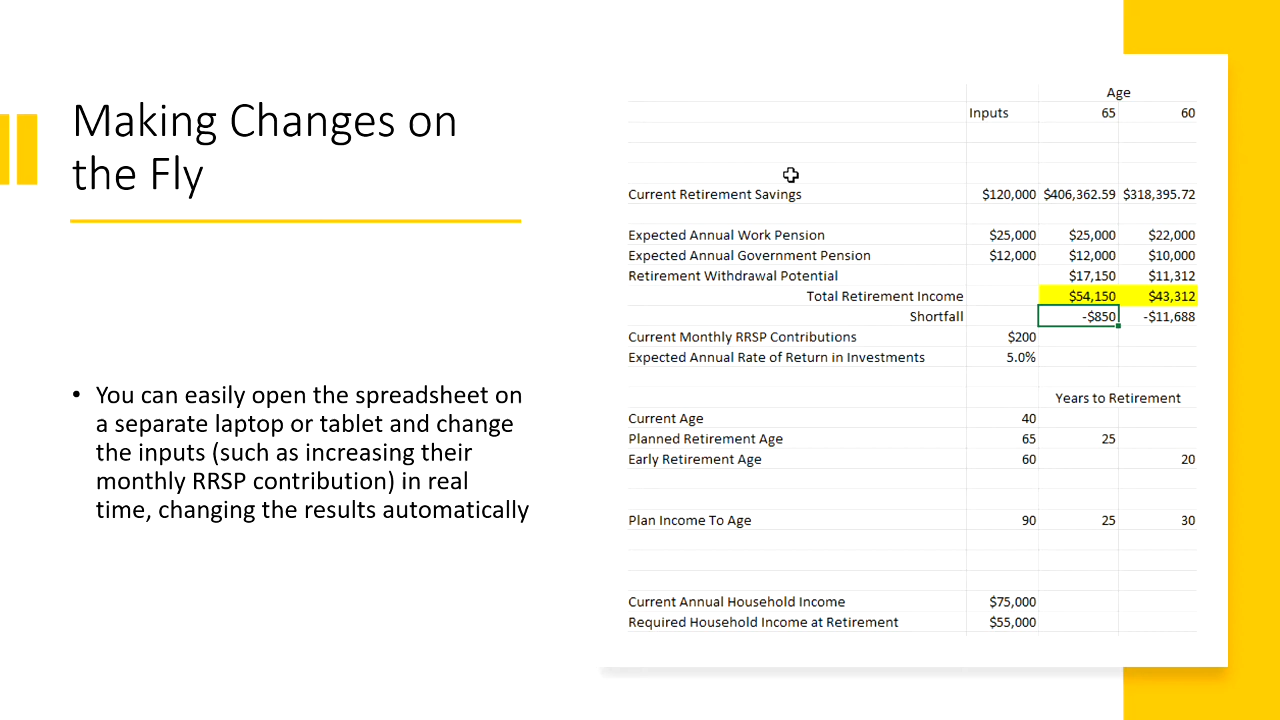 Making Changes on
the Fly
• You can easily open the spreadsheet on
a separate laptop or tablet and change
the inputs (such as increasing their
monthly RRSP contribution) in real
time, changing the results automatically
Age
Inputs 65 60
Current Retirement Savings $120,000 $406,362.59 $318,395.72
Expected Annual Work Pension $25,000 $25,000 $22,000
Expected Annual Government Pension $12,000 $12,000 $10,000
Retirement Withdrawal Potential $17,150 $11,312
Total Retirement Income $54,150 $43,312
Shortfall -$850 -$11,688
Current Monthly RRSP Contributions $200
Expected Annual Rate of Return in Investments 5.0%
Years to Retirement
Current Age 40
Planned Retirement Age 65 25
Early Retirement Age 60 20
Plan Income To Age 90 25 30
Current Annual Household Income $75,000
Required Household Income at Retirement $55,000